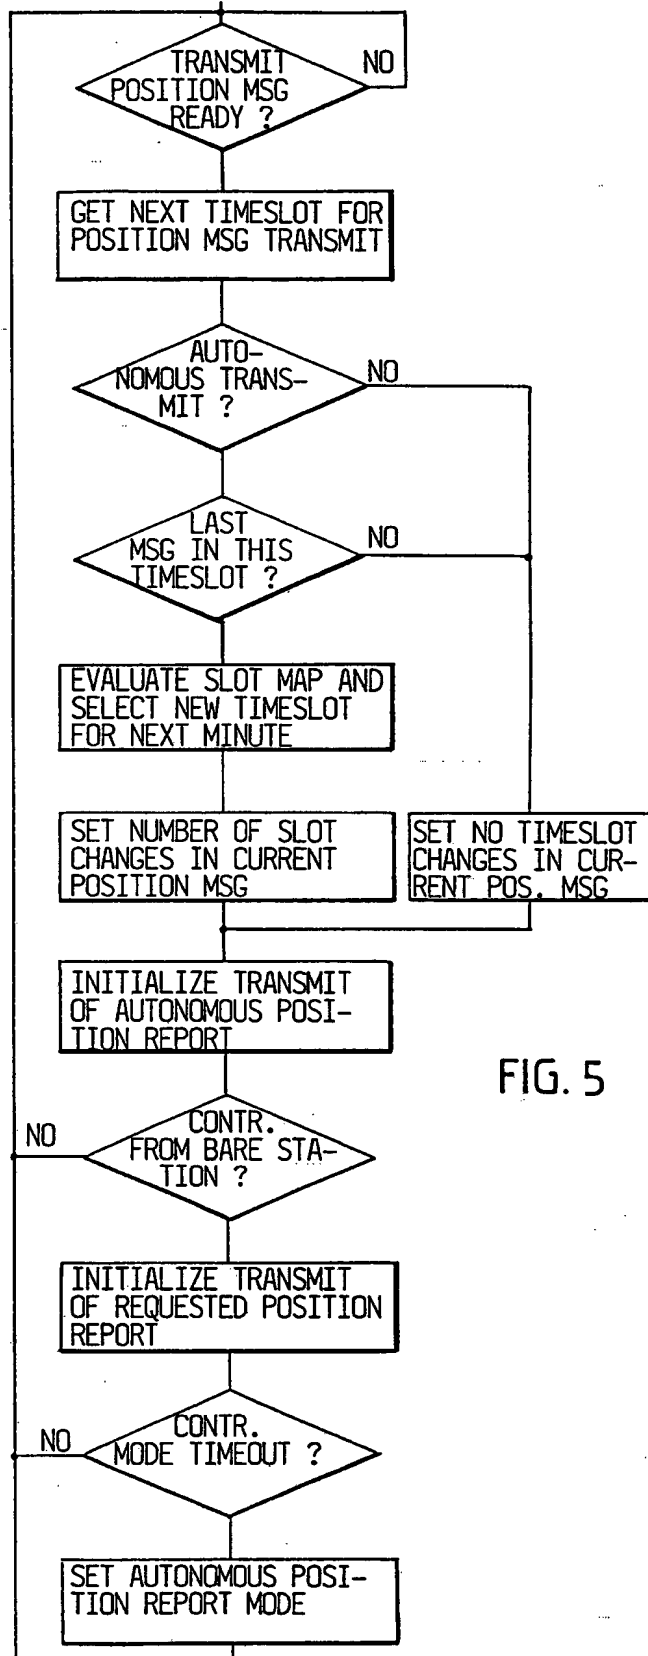 TRANSMIT
POSITION MSG
READY ?
NO
GET NEXT TIMESLOT FOR
POSITION MSG TRANSMIT
AUTO-
NOMOUS TRANS-
MIT ?
NO
LAST
MSG IN THIS
TIMESLOT ?
NO
EVALUATE SLOT MAP AND
SELECT NEW TIMESLOT
FOR NEXT MINUTE
SET NUMBER OF SLOT
CHANGES IN CURRENT
POSITION MSG
SET NO TIMESLOT
CHANGES IN CUR-
RENT POS. MSG
INITIALIZE TRANSMIT
OF AUTONOMOUS POSI-
TION REPORT
FIG. 5
CONTR.
FROM BARE STA-
TION ?
NO
INITIALIZE TRANSMIT
OF REQUESTED POSITION
REPORT
CONTR.
MODE TIMEOUT ?
NO
SET AUTONOMOUS POSI-
TION REPORT MODE